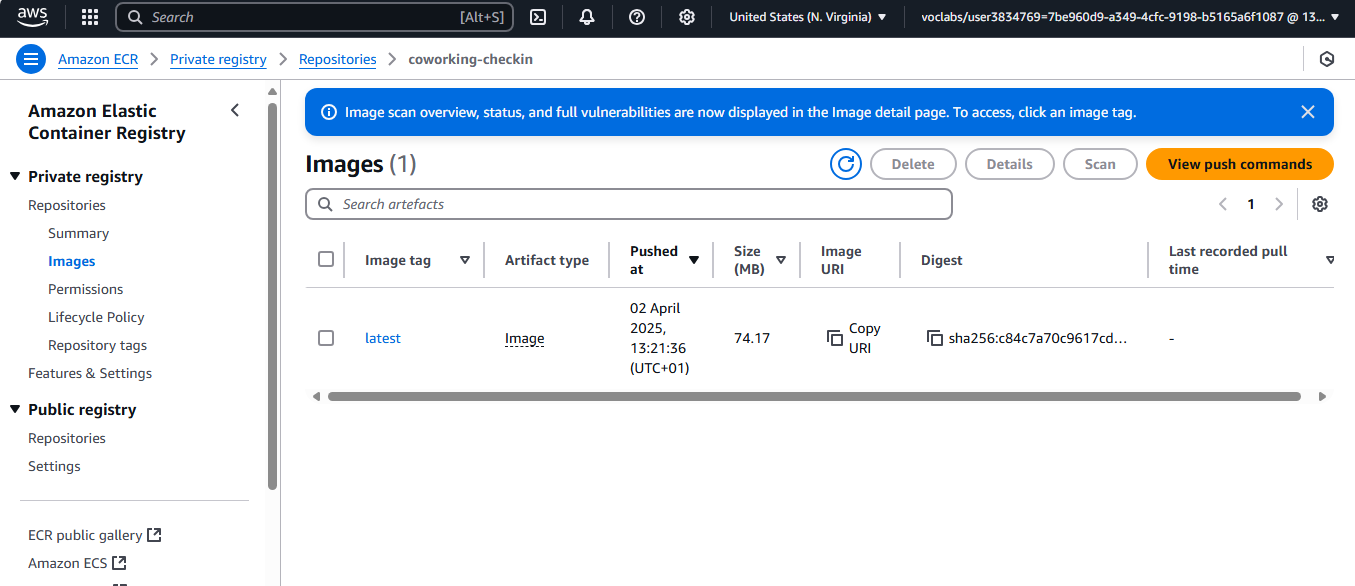 aws
Search [Alt+S]
United States (N. Virginia)
voclabs/user3834769=7be960d9-a349-4cfc-9198-b5165a6f1087 @ 13...
Amazon ECR
Private registry
Repositories
coworking-checkin
Amazon Elastic
Container Registry
Private registry
Repositories
Summary
Images
Permissions
Lifecycle Policy
Repository tags
Features & Settings
Public registry
Repositories
Settings
ECR public gallery
Amazon ECS
Image scan overview, status, and full vulnerabilities are now displayed in the Image detail page. To access, click an image tag.
Images (1)
Delete
Details
Scan
View push commands
Search artefacts
1
Image tag
Artifact type
Pushed
at
Size
(MB)
Image
URI
Digest
Last recorded pull
time
latest
Image
02 April
2025,
13:21:36
(UTC+01)
74.17
Copy
URI
sha256:c84c7a70c9617cd...
-